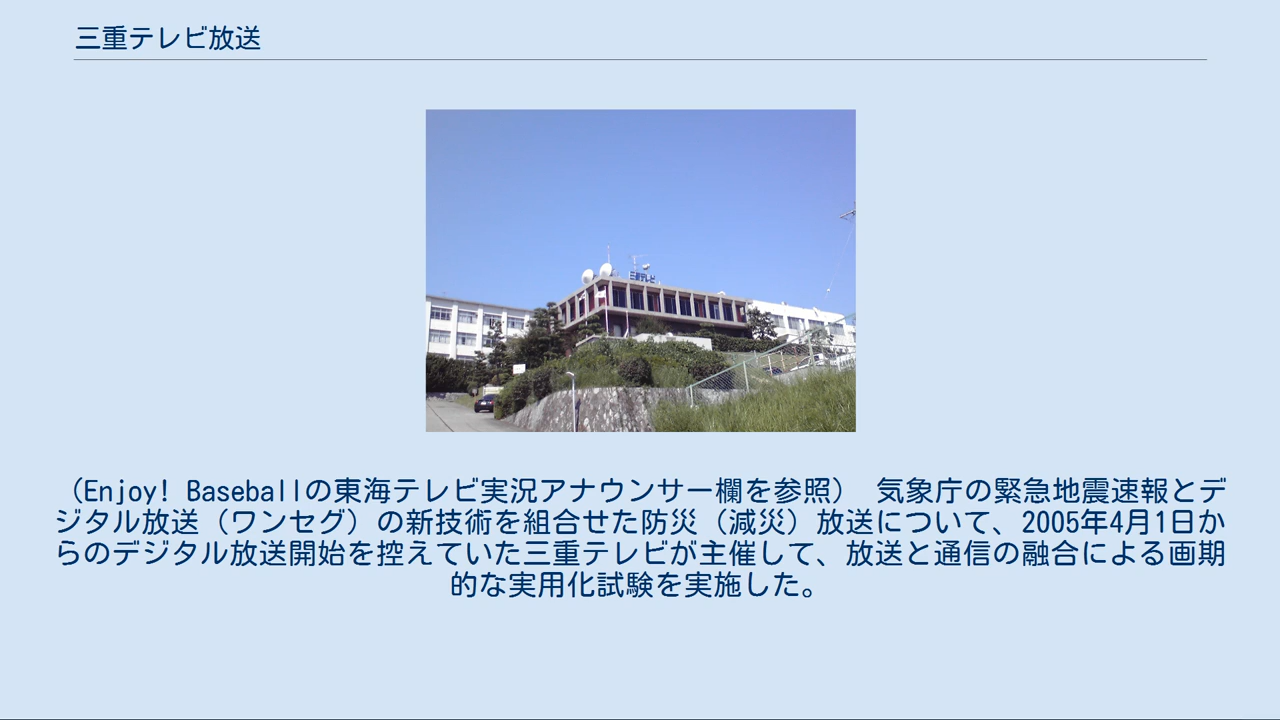 三重テレビ放送
三重テレビ
（Enjoy! Baseballの東海テレビ実況アナウンサー欄を参照） 気象庁の緊急地震速報とデ
ジタル放送（ワンセグ）の新技術を組合せた防災（減災）放送について、2005年4月1日か
らのデジタル放送開始を控えていた三重テレビが主催して、放送と通信の融合による画期
的な実用化試験を実施した。